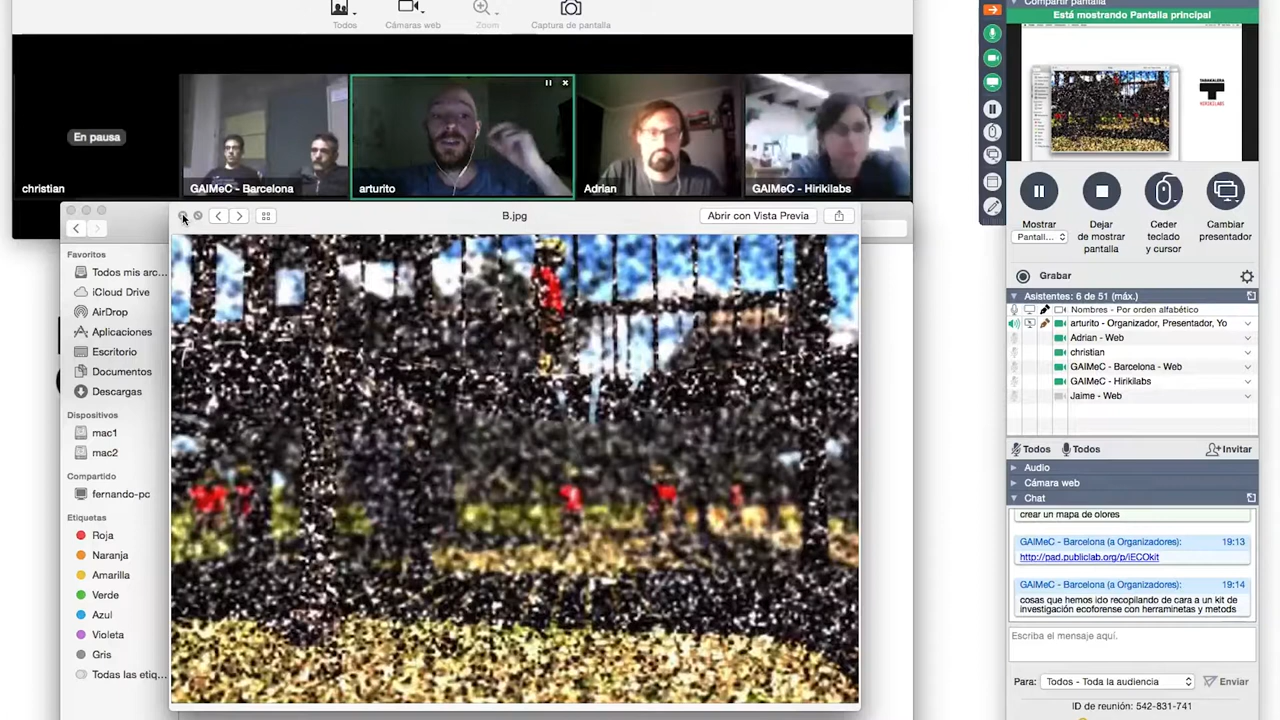 Compartir pantalla
Está mostrando Pantalla principal
Todos
Cámaras web
Zoom
Captura de pantalla
TABAKALERA
HIRIKILABS
En pausa
christian
GAIMeC - Barcelona
arturito
Adrian
GAIMeC - Hirikilabs
B.jpg
Abrir con Vista Previa
Favoritos
Todos mis arc...
iCloud Drive
AirDrop
Aplicaciones
Escritorio
Documentos
Descargas
Dispositivos
mac1
mac2
Compartido
fernando-pc
Etiquetas
Roja
Naranja
Amarilla
Verde
Azul
Violeta
Gris
Todas las etiq...
Mostrar
Pantall...
Dejar
de mostrar
pantalla
Ceder
teclado
y cursor
Cambiar
presentador
Grabar
Asistentes: 6 de 51 (máx.)
Nombres - Por orden alfabético
arturito - Organizador, Presentador, Yo
Adrian - Web
christian
GAIMeC - Barcelona - Web
GAIMeC - Hirikilabs
Jaime - Web
Todos
Todos
Invitar
Audio
Cámara web
Chat
crear un mapa de olores
GAIMeC - Barcelona (a Organizadores): 19:13
http://pad.publiclab.org/p/iECOkit
GAIMeC - Barcelona (a Organizadores): 19:14
cosas que hemos ido recopilando de cara a un kit de
investigación ecoforense con herraminetas y metods
Escriba el mensaje aquí.
Para: Todos - Toda la audiencia
Enviar
ID de reunión: 542-831-741